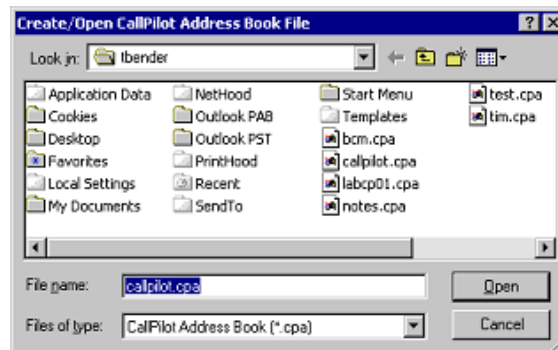 Create/Open CallPilot Address Book File
Look in: tbender
Application Data NetHood Start Menu test.cpa
Cookies Outlook PAB Templates tim.cpa
Desktop Outlook PST bcm.cpa
Favorites PrintHood callpilot.cpa
Local Settings Recent labcp01.cpa
My Documents SendTo notes.cpa
File name: callpilot.cpa Open
Files of type: CallPilot Address Book (*.cpa) Cancel